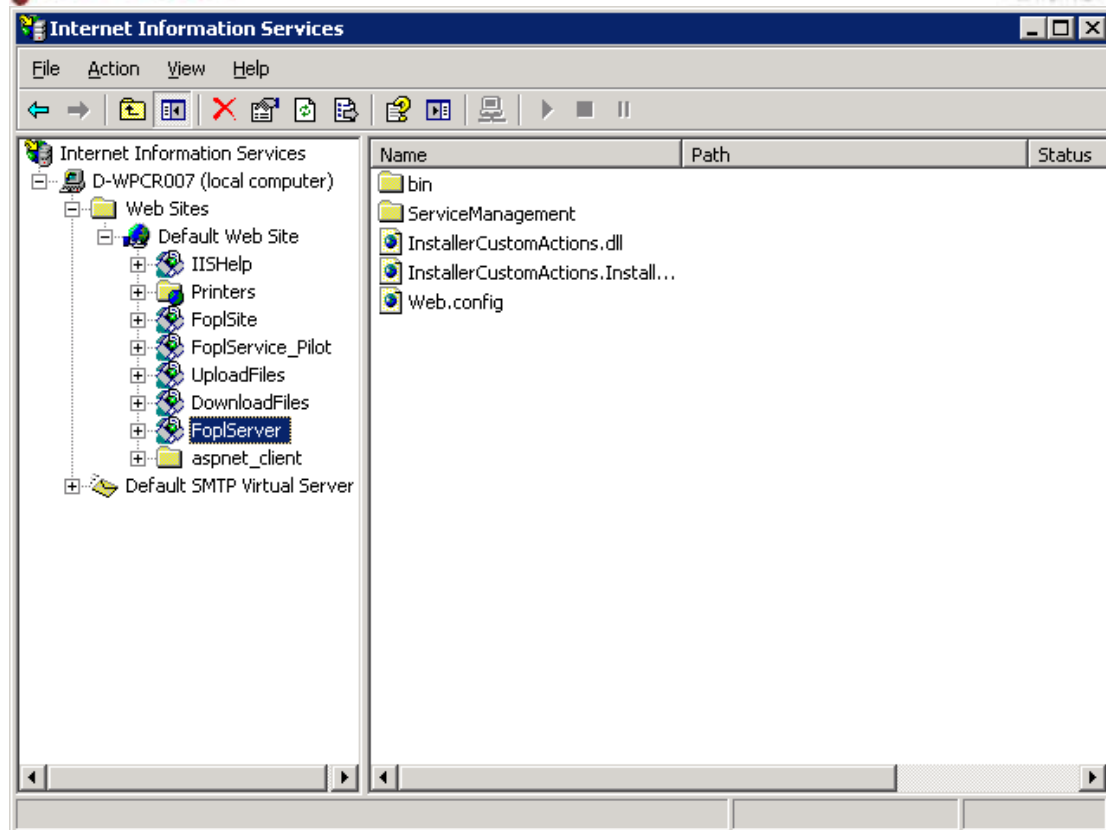 Internet Information Services
File Action View Help
Internet Information Services
D-WPCR007 (local computer)
Web Sites
Default Web Site
IISHelp
Printers
FoplSite
FoplService_Pilot
UploadFiles
DownloadFiles
FoplServer
aspnet_client
Default SMTP Virtual Server
Name Path Status
bin
ServiceManagement
InstallerCustomActions.dll
InstallerCustomActions.Install...
Web.config